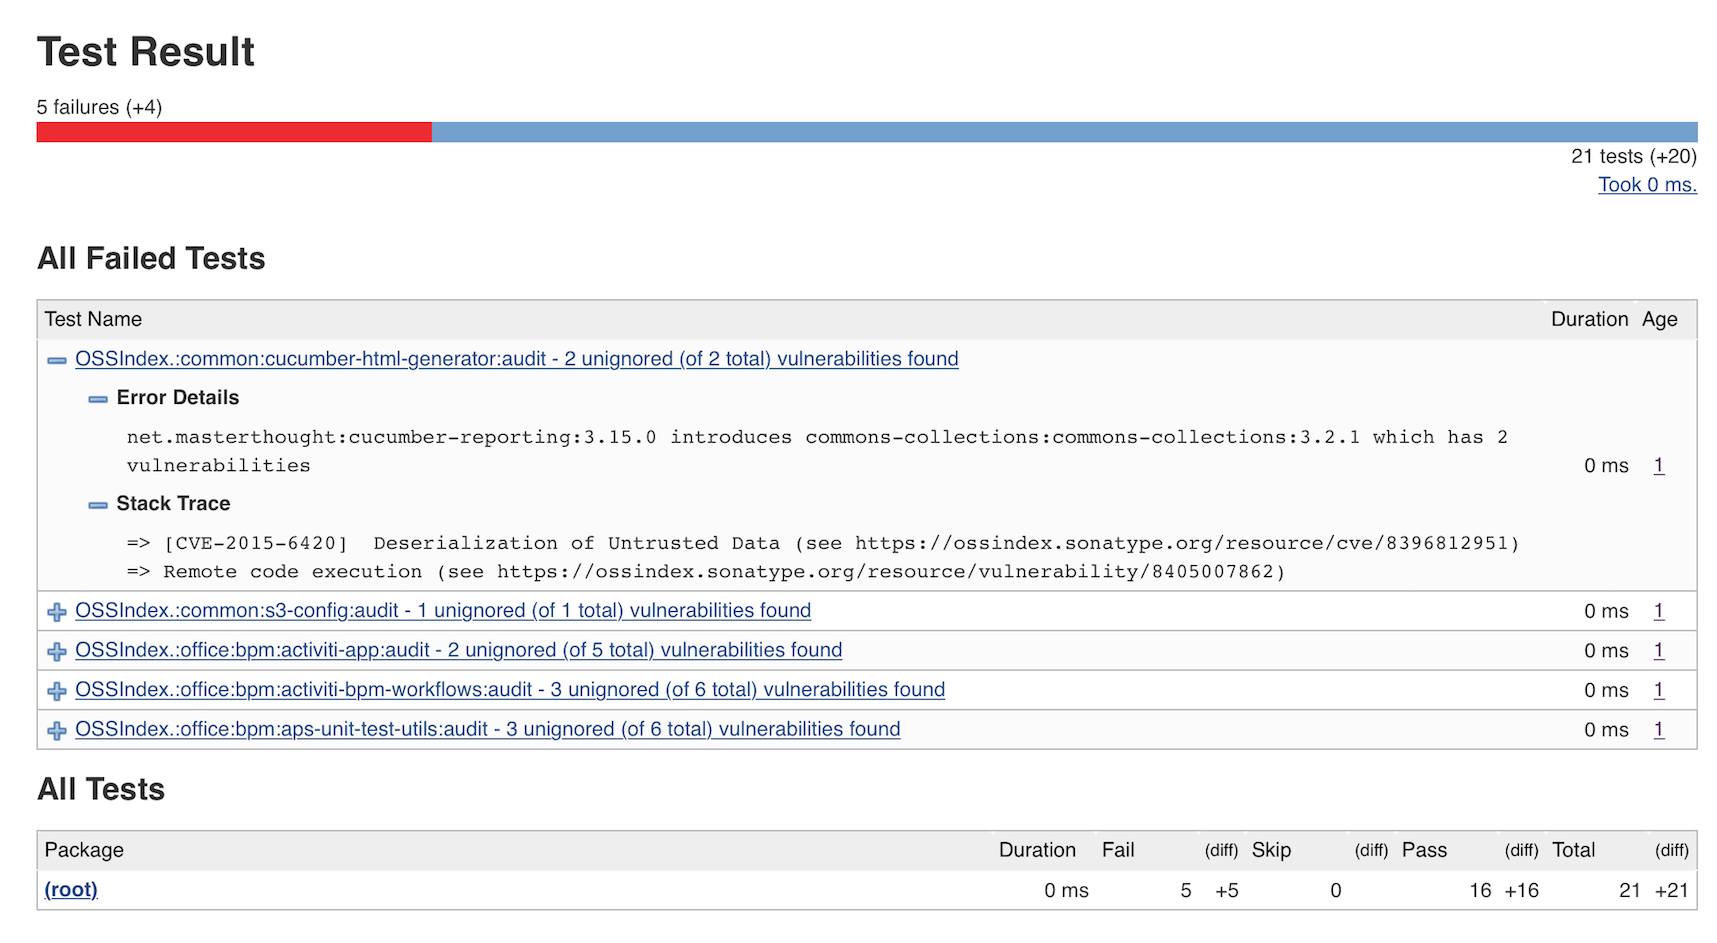 Test Result
5 failures (+4)
21 tests (+20)
Took 0 ms.
All Failed Tests
Test Name Duration Age
OSSIndex.:common:cucumber-html-generator:audit - 2 unignored (of 2 total) vulnerabilities found
Error Details
net.masterthought:cucumber-reporting:3.15.0 introduces commons-collections:commons-collections:3.2.1 which has 2
vulnerabilities
0 ms 1
Stack Trace
=> [CVE-2015-6420]  Deserialization of Untrusted Data (see https://ossindex.sonatype.org/resource/cve/8396812951)
=> Remote code execution (see https://ossindex.sonatype.org/resource/vulnerability/8405007862)
OSSIndex.:common:s3-config:audit - 1 unignored (of 1 total) vulnerabilities found 0 ms 1
OSSIndex.:office:bpm:activiti-app:audit - 2 unignored (of 5 total) vulnerabilities found 0 ms 1
OSSIndex.:office:bpm:activiti-bpm-workflows:audit - 3 unignored (of 6 total) vulnerabilities found 0 ms 1
OSSIndex.:office:bpm:aps-unit-test-utils:audit - 3 unignored (of 6 total) vulnerabilities found 0 ms 1
All Tests
Package Duration Fail (diff) Skip (diff) Pass (diff) Total (diff)
(root) 0 ms 5 +5 0 16 +16 21 +21